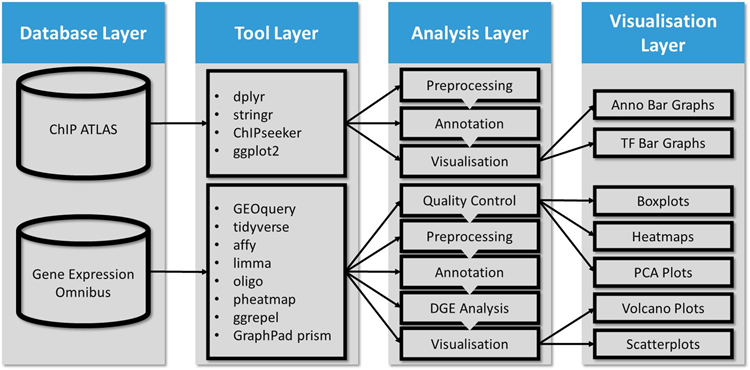 Database Layer
Tool Layer
Analysis Layer
Visualisation
Layer
ChIP ATLAS
• dplyr
• stringr
• ChIPseeker
• ggplot2
Preprocessing
Annotation
Visualisation
Anno Bar Graphs
TF Bar Graphs
Gene Expression
Omnibus
• GEOquery
• tidyverse
• affy
• limma
• oligo
• pheatmap
• ggrepel
• GraphPad prism
Quality Control
Preprocessing
Annotation
DGE Analysis
Visualisation
Boxplots
Heatmaps
PCA Plots
Volcano Plots
Scatterplots